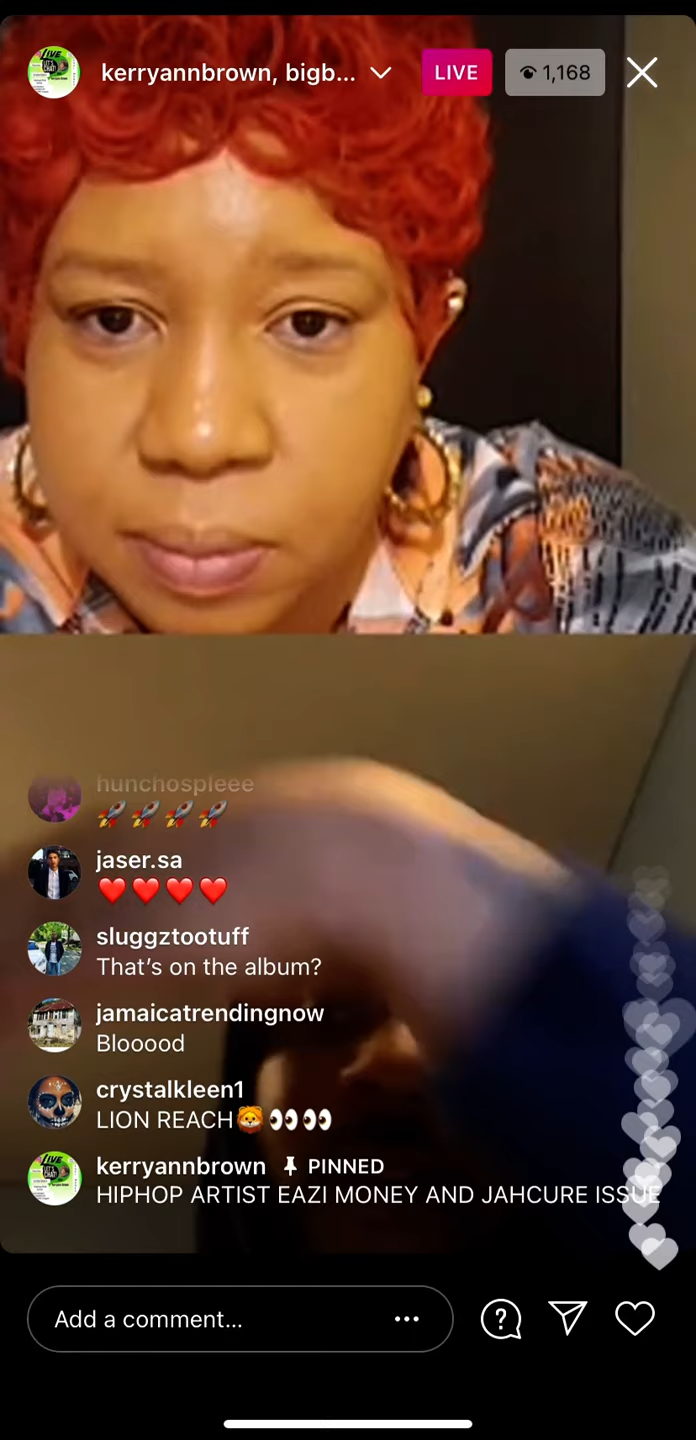 kerryannbrown, bigb...
LIVE
1,168
hunchospleee
jaser.sa
sluggztootuff
That's on the album?
jamaicatrendingnow
Blooood
crystalkleen1
LION REACH🦁👀👀
kerryannbrown PINNED
HIPHOP ARTIST EAZI MONEY AND JAHCURE ISSUE
Add a comment...